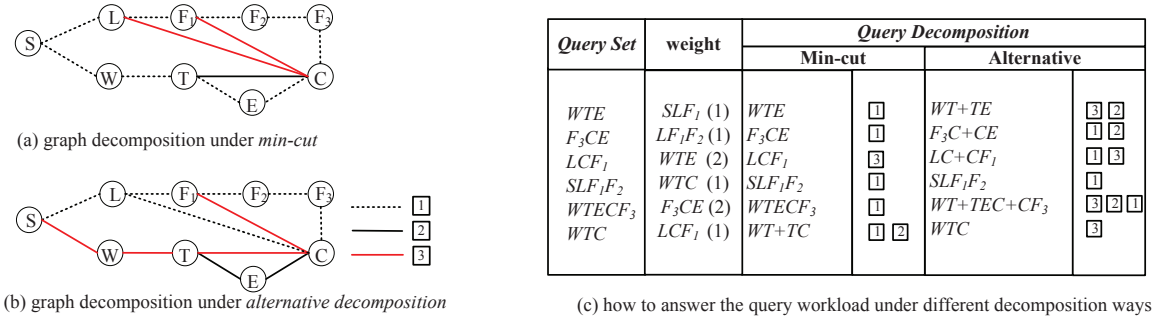 S
L
F₁
F₂
F₃
W
T
C
E
(a) graph decomposition under min-cut
S
L
F₁
F₂
F₃
W
T
C
E
1
2
3
(b) graph decomposition under alternative decomposition
Query Set weight Query Decomposition
Min-cut Alternative
WTE SLF₁ (1) WTE 1 WT+TE 3 2
F₃CE LF₁F₂ (1) F₃CE 1 F₃C+CE 1 2
LCF₁ WTE (2) LCF₁ 3 LC+CF₁ 1 3
SLF₁F₂ WTC (1) SLF₁F₂ 1 SLF₁F₂ 1
WTECF₃ F₃CE (2) WTECF₃ 1 WT+TEC+CF₃ 3 2 1
WTC LCF₁ (1) WT+TC 1 2 WTC 3
(c) how to answer the query workload under different decomposition ways